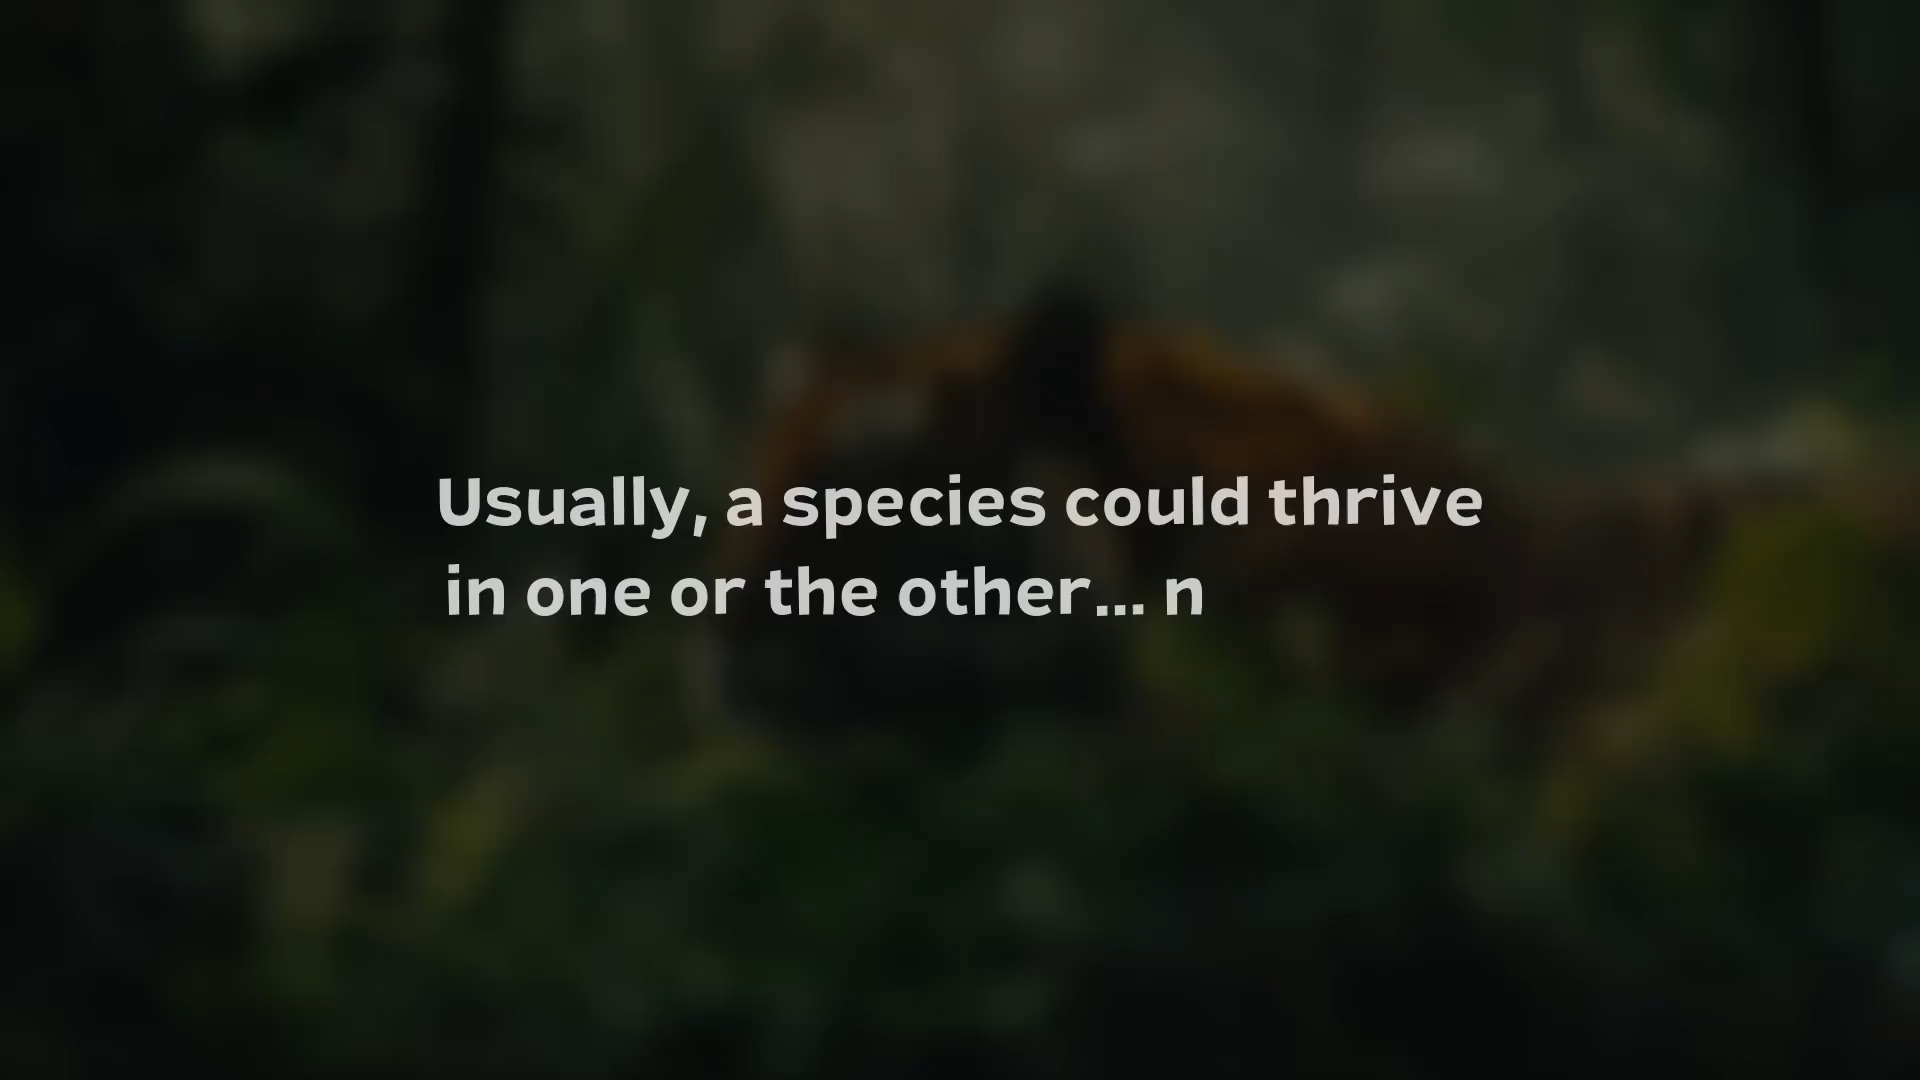 Usually, a species could thrive
in one or the other... n